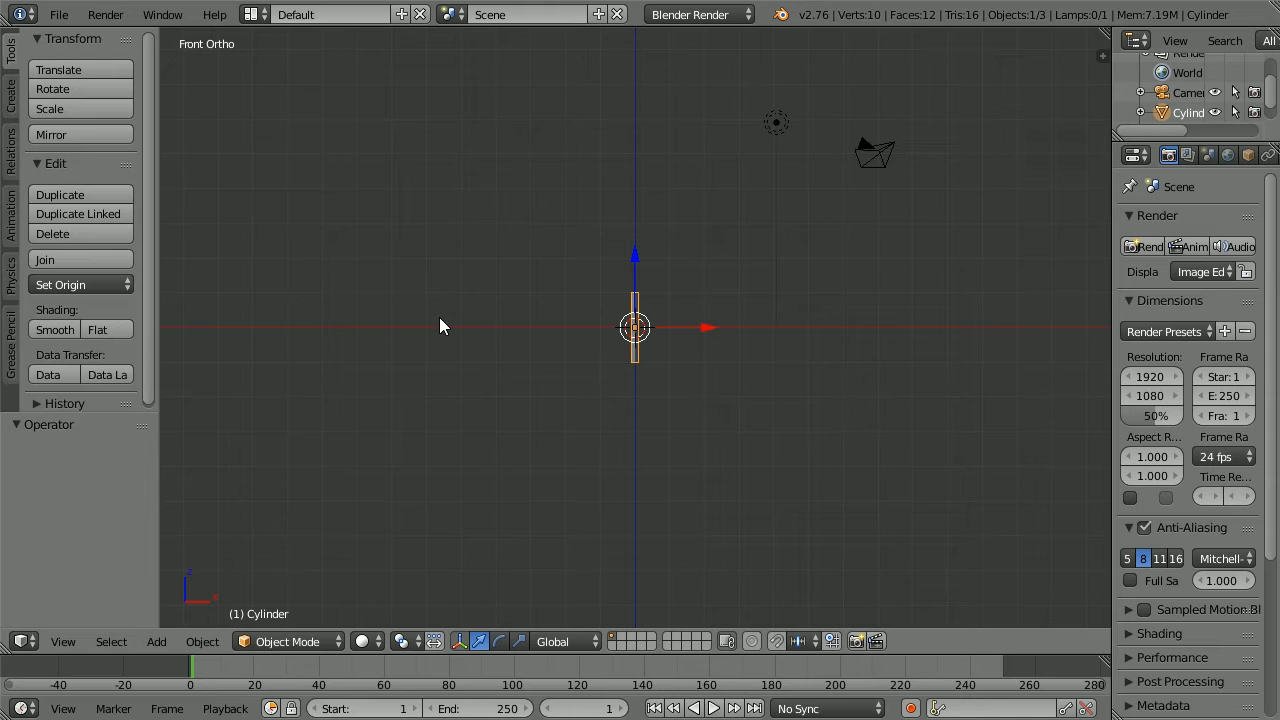 File Render Window Help Default Scene Blender Render v2.76 | Verts:10 | Faces:12 | Tris:16 | Objects:1/3 | Lamps:0/1 | Mem:7.19M | Cylinder
Tools
Create
Relations
Animation
Physics
Grease Pencil
Transform
Translate
Rotate
Scale
Mirror
Edit
Duplicate
Duplicate Linked
Delete
Join
Set Origin
Shading:
Smooth Flat
Data Transfer:
Data Data La
History
Operator
Front Ortho
z
x
(1) Cylinder
View Search All
Rende
World
Camer
Cylind
Scene
Render
Rend Anim Audio
Displa Image Ed
Dimensions
Render Presets
Resolution: Frame Ra
1920 Star: 1
1080 E: 250
50% Fra: 1
Aspect R... Frame Ra
1.000 24 fps
1.000 Time Re...
Anti-Aliasing
5 8 11 16 Mitchell-
Full Sa 1.000
Sampled Motion Bl
Shading
Performance
Post Processing
Metadata
View Select Add Object Object Mode Global
-40 -20 0 20 40 60 80 100 120 140 160 180 200 220 240 260 280
View Marker Frame Playback Start: 1 End: 250 1 No Sync